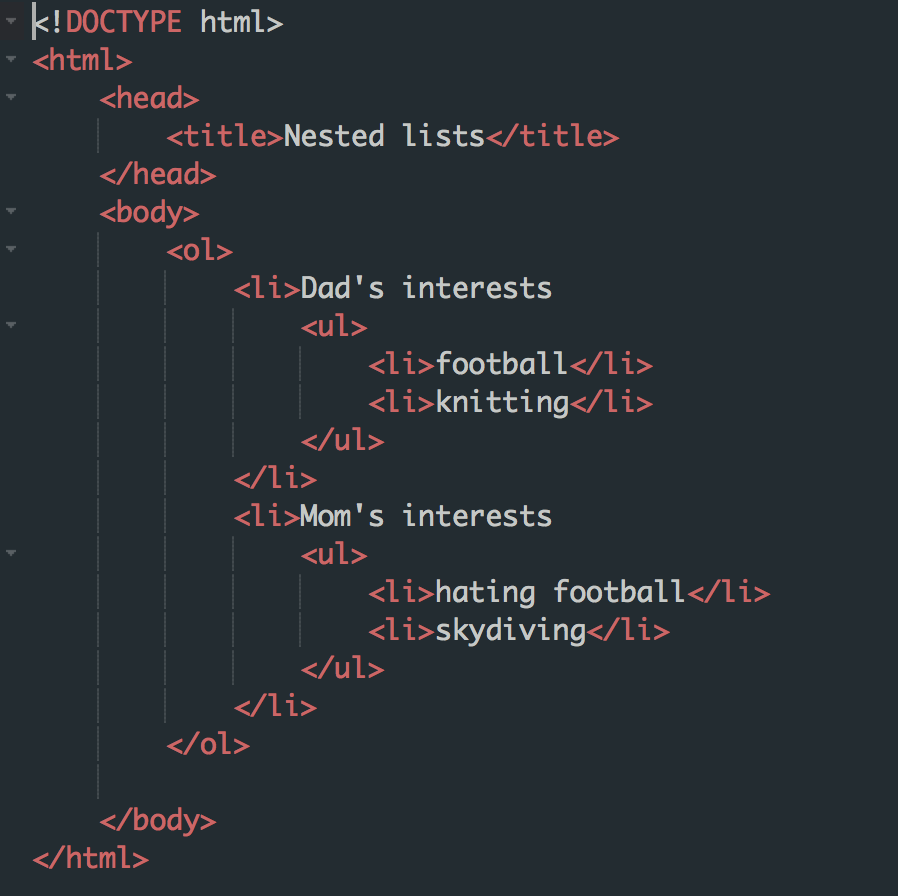 <!DOCTYPE html>
<html>
    <head>
        <title>Nested lists</title>
    </head>
    <body>
        <ol>
            <li>Dad's interests
                <ul>
                    <li>football</li>
                    <li>knitting</li>
                </ul>
            </li>
            <li>Mom's interests
                <ul>
                    <li>hating football</li>
                    <li>skydiving</li>
                </ul>
            </li>
        </ol>

    </body>
</html>